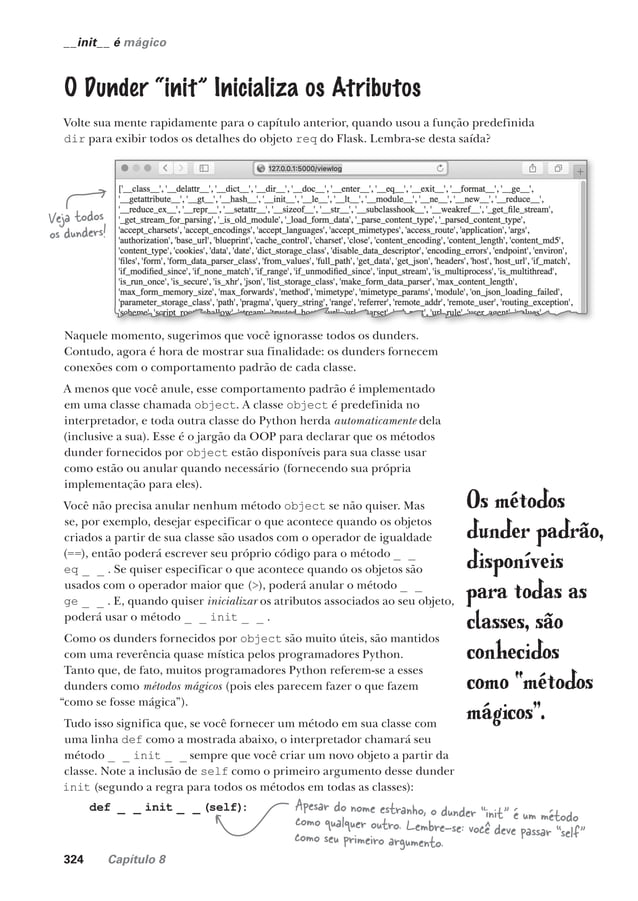 __init__ é mágico
O Dunder “init” Inicializa os Atributos
Volte sua mente rapidamente para o capítulo anterior, quando usou a função predefinida
dir para exibir todos os detalhes do objeto req do Flask. Lembra-se desta saída?
127.0.0.1:5000/viewlog
Veja todos
os dunders!
['__class__', '__delattr__', '__dict__', '__dir__', '__doc__', '__enter__', '__eq__', '__exit__', '__format__', '__ge__',
'__getattribute__', '__gt__', '__hash__', '__init__', '__le__', '__lt__', '__module__', '__ne__', '__new__', '__reduce__',
'__reduce_ex__', '__repr__', '__setattr__', '__sizeof__', '__str__', '__subclasshook__', '__weakref__', '_get_file_stream',
'_get_stream_for_parsing', '_is_old_module', '_load_form_data', '_parse_content_type', '_parsed_content_type',
'accept_charsets', 'accept_encodings', 'accept_languages', 'accept_mimetypes', 'access_route', 'application', 'args',
'authorization', 'base_url', 'blueprint', 'cache_control', 'charset', 'close', 'content_encoding', 'content_length', 'content_md5',
'content_type', 'cookies', 'data', 'date', 'dict_storage_class', 'disable_data_descriptor', 'encoding_errors', 'endpoint', 'environ',
'files', 'form', 'form_data_parser_class', 'from_values', 'full_path', 'get_data', 'get_json', 'headers', 'host', 'host_url', 'if_match',
'if_modified_since', 'if_none_match', 'if_range', 'if_unmodified_since', 'input_stream', 'is_multiprocess', 'is_multithread',
'is_run_once', 'is_secure', 'is_xhr', 'json', 'list_storage_class', 'make_form_data_parser', 'max_content_length',
'max_form_memory_size', 'max_forwards', 'method', 'mimetype', 'mimetype_params', 'module', 'on_json_loading_failed',
'parameter_storage_class', 'path', 'pragma', 'query_string', 'range', 'referrer', 'remote_addr', 'remote_user', 'routing_exception',
Naquele momento, sugerimos que você ignorasse todos os dunders.
Contudo, agora é hora de mostrar sua finalidade: os dunders fornecem
conexões com o comportamento padrão de cada classe.
A menos que você anule, esse comportamento padrão é implementado
em uma classe chamada object. A classe object é predefinida no
interpretador, e toda outra classe do Python herda automaticamente dela
(inclusive a sua). Esse é o jargão da OOP para declarar que os métodos
dunder fornecidos por object estão disponíveis para sua classe usar
como estão ou anular quando necessário (fornecendo sua própria
implementação para eles).
Você não precisa anular nenhum método object se não quiser. Mas
se, por exemplo, desejar especificar o que acontece quando os objetos
criados a partir de sua classe são usados com o operador de igualdade
(==), então poderá escrever seu próprio código para o método _ _
eq _ _ . Se quiser especificar o que acontece quando os objetos são
usados com o operador maior que (>), poderá anular o método _ _
ge _ _ . E, quando quiser inicializar os atributos associados ao seu objeto,
poderá usar o método _ _ init _ _ .
Como os dunders fornecidos por object são muito úteis, são mantidos
com uma reverência quase mística pelos programadores Python.
Tanto que, de fato, muitos programadores Python referem-se a esses
dunders como métodos mágicos (pois eles parecem fazer o que fazem
“como se fosse mágica”).
Tudo isso significa que, se você fornecer um método em sua classe com
uma linha def como a mostrada abaixo, o interpretador chamará seu
método _ _ init _ _ sempre que você criar um novo objeto a partir da
classe. Note a inclusão de self como o primeiro argumento desse dunder
init (segundo a regra para todos os métodos em todas as classes):
Os métodos
dunder padrão,
disponíveis
para todas as
classes, são
conhecidos
como "métodos
mágicos".
def _ _ init _ _ (self):
Apesar do nome estranho, o dunder “init” é um método
como qualquer outro. Lembre-se: você deve passar “self”
como seu primeiro argumento.
324 Capítulo 8